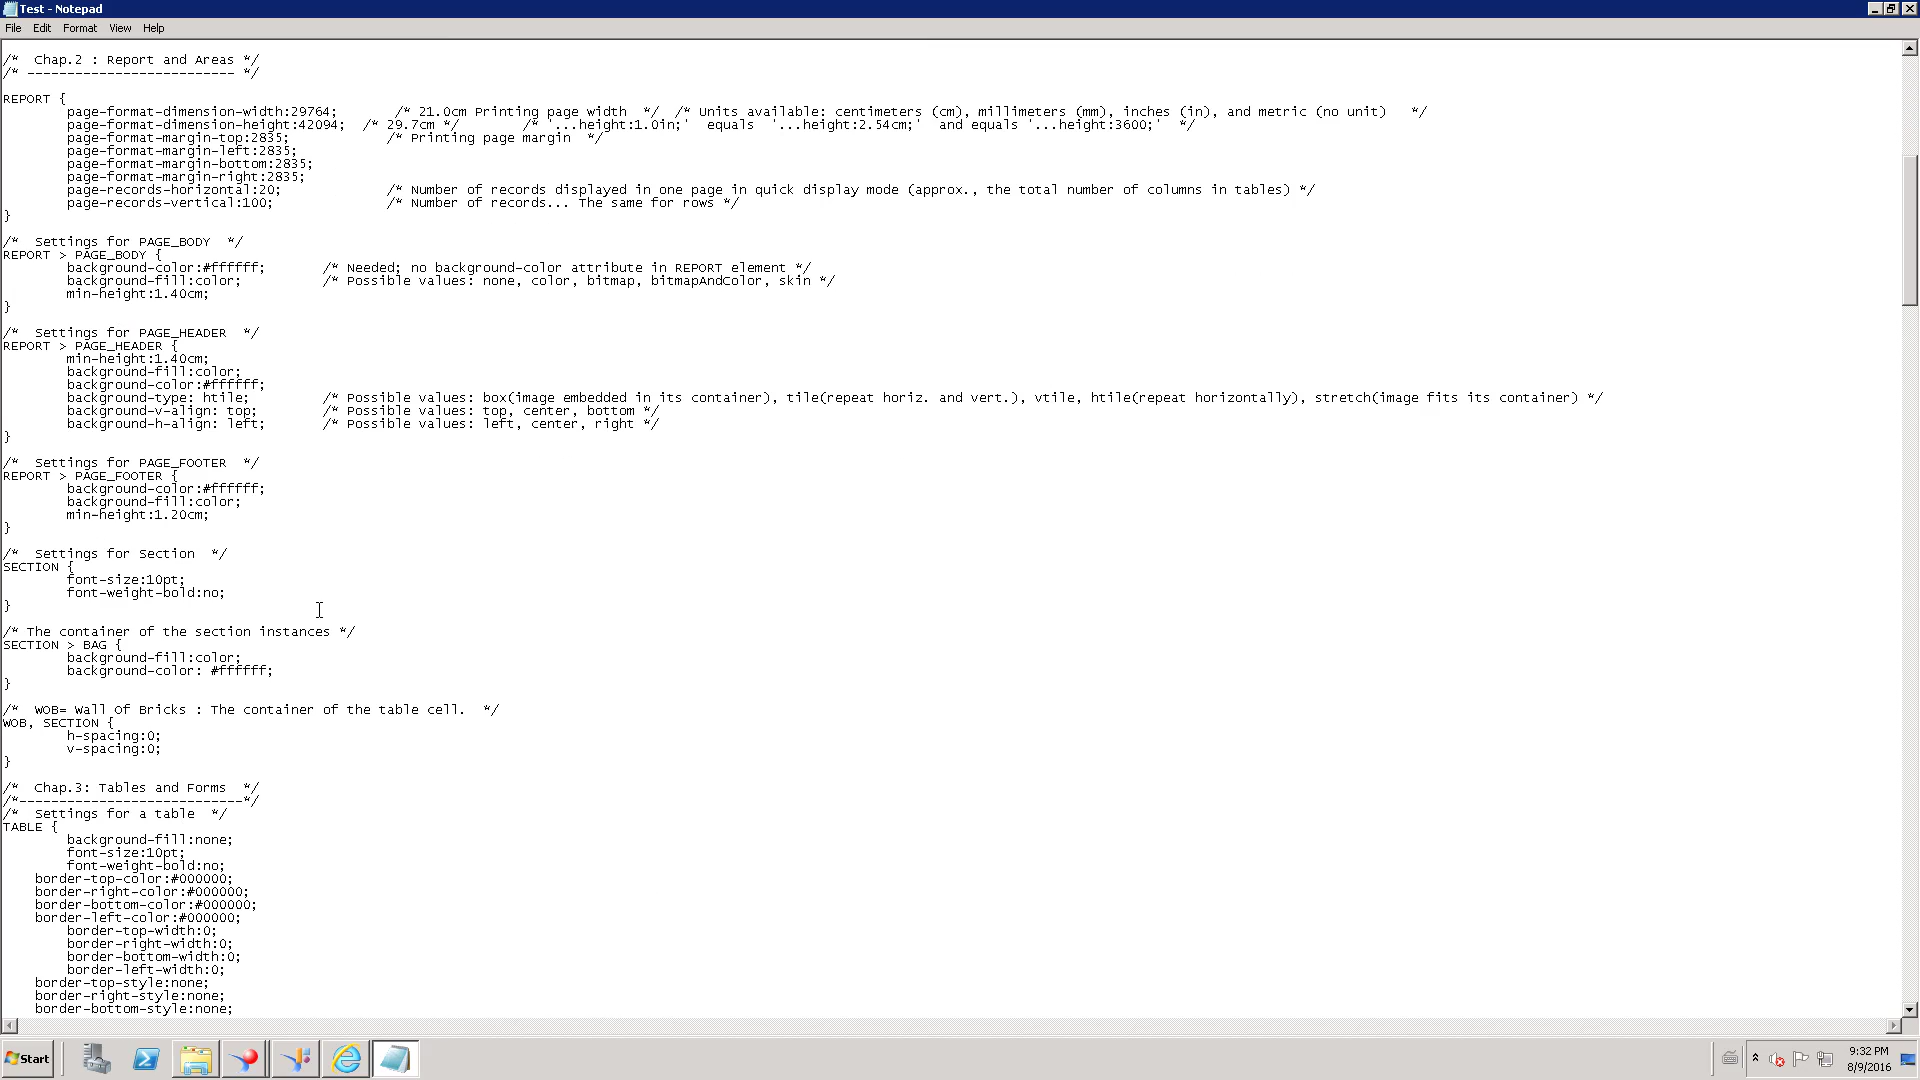 Test - Notepad
File Edit Format View Help
/*  Chap.2 : Report and Areas */
/* -------------------------- */
REPORT {
page-format-dimension-width:29764; /* 21.0cm Printing page width  */  /* Units available: centimeters (cm), millimeters (mm), inches (in), and metric (no unit)   */
page-format-dimension-height:42094;  /* 29.7cm */ /* '...height:1.0in;'  equals  '...height:2.54cm;'  and equals '...height:3600;'  */
page-format-margin-top:2835; /* Printing page margin  */
page-format-margin-left:2835;
page-format-margin-bottom:2835;
page-format-margin-right:2835;
page-records-horizontal:20; /* Number of records displayed in one page in quick display mode (approx., the total number of columns in tables) */
page-records-vertical:100; /* Number of records... The same for rows */
}
/*  Settings for PAGE_BODY  */
REPORT > PAGE_BODY {
background-color:#ffffff; /* Needed; no background-color attribute in REPORT element */
background-fill:color; /* Possible values: none, color, bitmap, bitmapAndColor, skin */
min-height:1.40cm;
}
/*  Settings for PAGE_HEADER  */
REPORT > PAGE_HEADER {
min-height:1.40cm;
background-fill:color;
background-color:#ffffff;
background-type: htile; /* Possible values: box(image embedded in its container), tile(repeat horiz. and vert.), vtile, htile(repeat horizontally), stretch(image fits its container) */
background-v-align: top; /* Possible values: top, center, bottom */
background-h-align: left; /* Possible values: left, center, right */
}
/*  Settings for PAGE_FOOTER  */
REPORT > PAGE_FOOTER {
background-color:#ffffff;
background-fill:color;
min-height:1.20cm;
}
/*  Settings for Section  */
SECTION {
font-size:10pt;
font-weight-bold:no;
}
/* The container of the section instances */
SECTION > BAG {
background-fill:color;
background-color: #ffffff;
}
/*  WOB= Wall Of Bricks : The container of the table cell.  */
WOB, SECTION {
h-spacing:0;
v-spacing:0;
}
/*  Chap.3: Tables and Forms  */
/*----------------------------*/
/*  Settings for a table  */
TABLE {
background-fill:none;
font-size:10pt;
font-weight-bold:no;
border-top-color:#000000;
border-right-color:#000000;
border-bottom-color:#000000;
border-left-color:#000000;
border-top-width:0;
border-right-width:0;
border-bottom-width:0;
border-left-width:0;
border-top-style:none;
border-right-style:none;
border-bottom-style:none;
Start
9:32 PM
8/9/2016